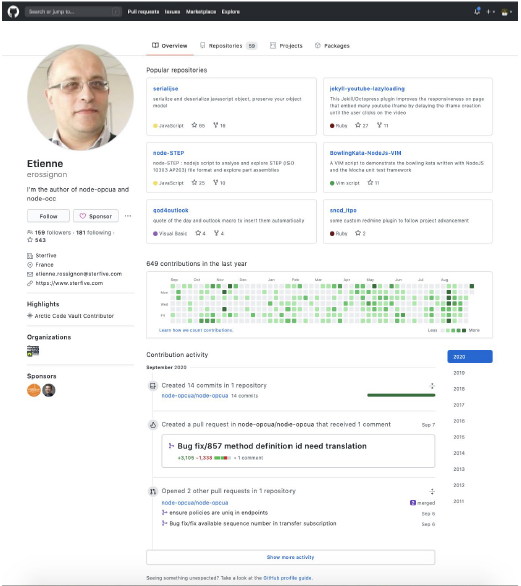 Search or jump to...
Pull requests Issues Marketplace Explore
Overview
Repositories 59
Projects
Packages
Etienne
erossignon
I'm the author of node-opcua and
node-occ
Follow
Sponsor
159 followers · 181 following ·
543
Sterfive
France
etienne.rossignon@sterfive.com
https://www.sterfive.com
Highlights
Arctic Code Vault Contributor
Organizations
Sponsors
Popular repositories
serialijse
serialize and deserialize javascript object, preserve your object
model
JavaScript
jekyll-youtube-lazyloading
This Jekyll/Octopress plugin improves the responsiveness on page
that embed many youtube iframe by delaying the iframe creation
until the user clicks on the video
Ruby 27 11
node-STEP
node-STEP : nodejs script to analyse and explore STEP (ISO
10303 AP203) file format and explore part assemblies
JavaScript 25
BowlingKata-NodeJs-VIM
A VIM script to demonstrate the bowling kata written with NodeJS
and the Mocha unit test framework
Vim script 11
qod4outlook
quote of the day and outlook macro to insert them automatically
Visual Basic 4 4
sncd_itpo
some custom redmine plugin to follow project advancement
Ruby 2
649 contributions in the last year
Sep Oct Nov Dec Jan Feb Mar Apr May Jun Jul Aug
Mon
Wed
Fri
Learn how we count contributions.
Less More
Contribution activity
September 2020
Created 14 commits in 1 repository
node-opcua/node-opcua 14 commits
Created a pull request in node-opcua/node-opcua that received 1 comment Sep 7
Bug fix/857 method definition id need translation
1 comment
Opened 2 other pull requests in 1 repository
node-opcua/node-opcua 2 merged
ensure policies are uniq in endpoints Sep 6
Bug fix/fix available sequence number in transfer subscription
Show more activity
Seeing something unexpected? Take a look at the GitHub profile guide.
2020
2019
2018
2017
2016
2015
2014
2013
2012
2011